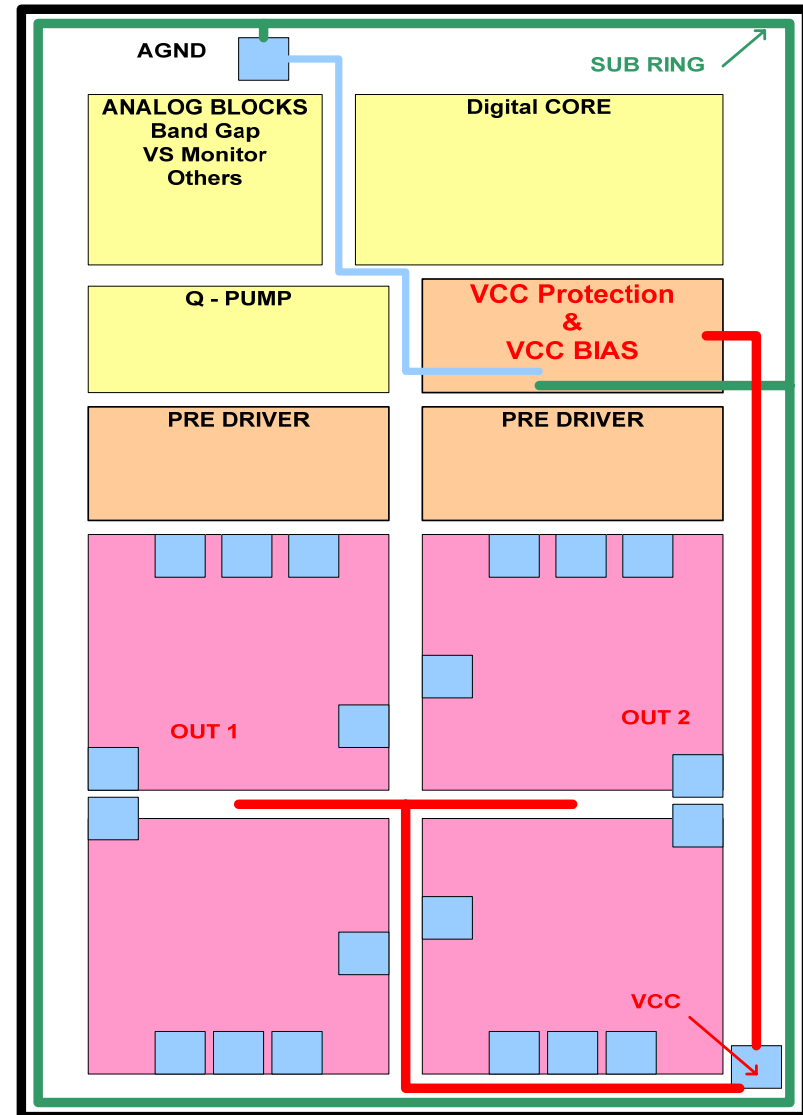 AGND
SUB RING
ANALOG BLOCKS
Band Gap
VS Monitor
Others
Digital CORE
Q - PUMP
VCC Protection
&
VCC BIAS
PRE DRIVER
PRE DRIVER
OUT 1
OUT 2
VCC